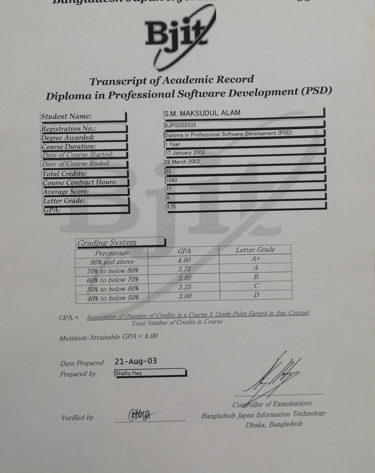 Bjit
Transcript of Academic Record
Diploma in Professional Software Development (PSD)
Student Name: S.M. MAKSUDUL ALAM
Registration No.: BJPSD02033
Degree Awarded: Diploma in Professional Software Development (PSD)
Course Duration: 1 Year
Date of Course Started: 17 January 2002
Date of Course Ended: 28 March 2003
Total Credits:
Course Contract Hours: 1040
Average Score: 71
Letter Grade: A
GPA: 3.75
Grading System
Percentage GPA Letter Grade
80% and above 4.00 A+
70% to below 80% 3.75 A
60% to below 70% 3.50 B
50% to below 60% 3.25 C
40% to below 50% 3.00 D
GPA = Summation of (Number of Credits in a Course X Grade Point Earned in that Course)
Total Number of Credits in Course
Maximum Attainable GPA = 4.00
Date Prepared 21-Aug-03
Prepared by Shafiq Haq
Controller of Examinations
Verified by
Bangladesh Japan Information Technology
Dhaka, Bangladesh